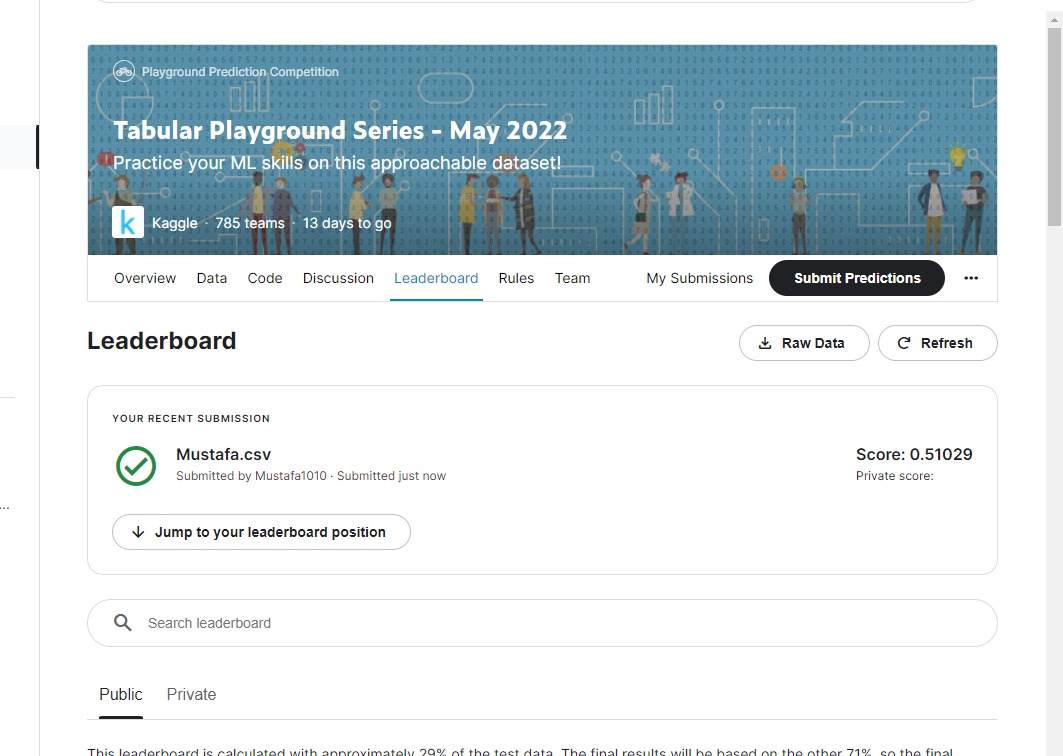 Playground Prediction Competition
Tabular Playground Series - May 2022
Practice your ML skills on this approachable dataset!
k Kaggle · 785 teams · 13 days to go
Overview Data Code Discussion Leaderboard Rules Team My Submissions Submit Predictions ...
Leaderboard
Raw Data Refresh
YOUR RECENT SUBMISSION
Mustafa.csv Score: 0.51029
Submitted by Mustafa1010 · Submitted just now Private score:
...
Jump to your leaderboard position
Search leaderboard
Public Private
This leaderboard is calculated with approximately 29% of the test data. The final results will be based on the other 71%, so the final